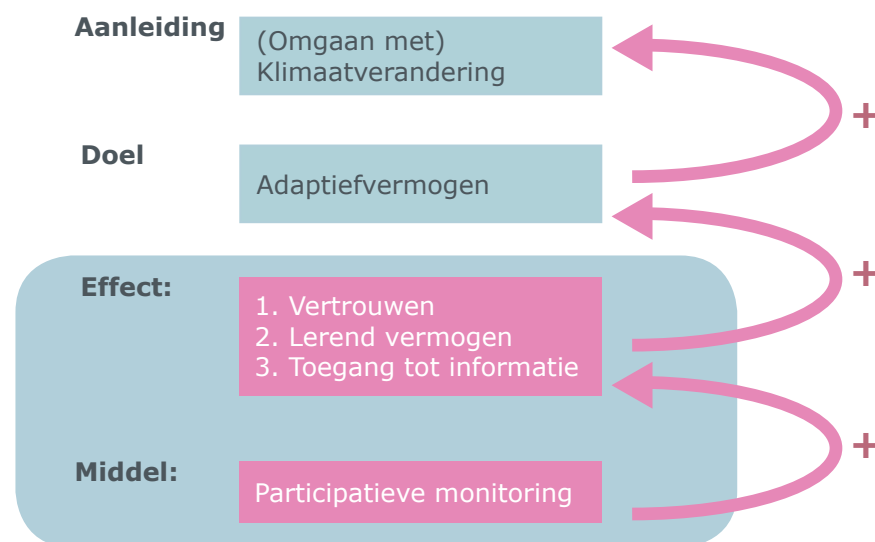 Aanleiding
(Omgaan met)
Klimaatverandering
+
Doel
Adaptiefvermogen
+
Effect:
1. Vertrouwen
2. Lerend vermogen
3. Toegang tot informatie
+
Middel:
Participatieve monitoring